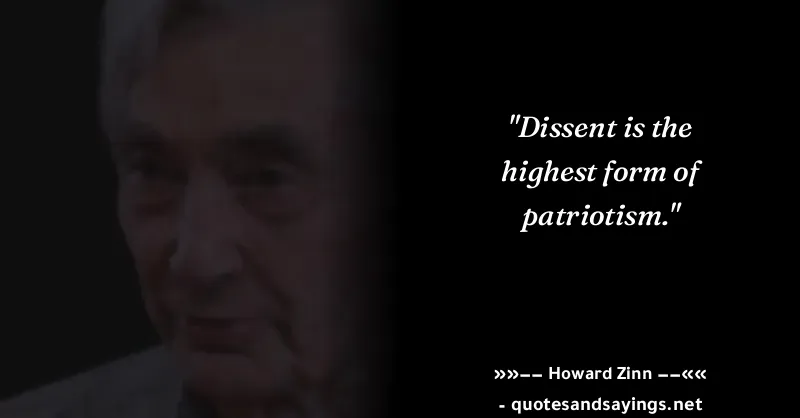 "Dissent is the
highest form of
patriotism."
»»−− Howard Zinn −−««
- quotesandsayings.net